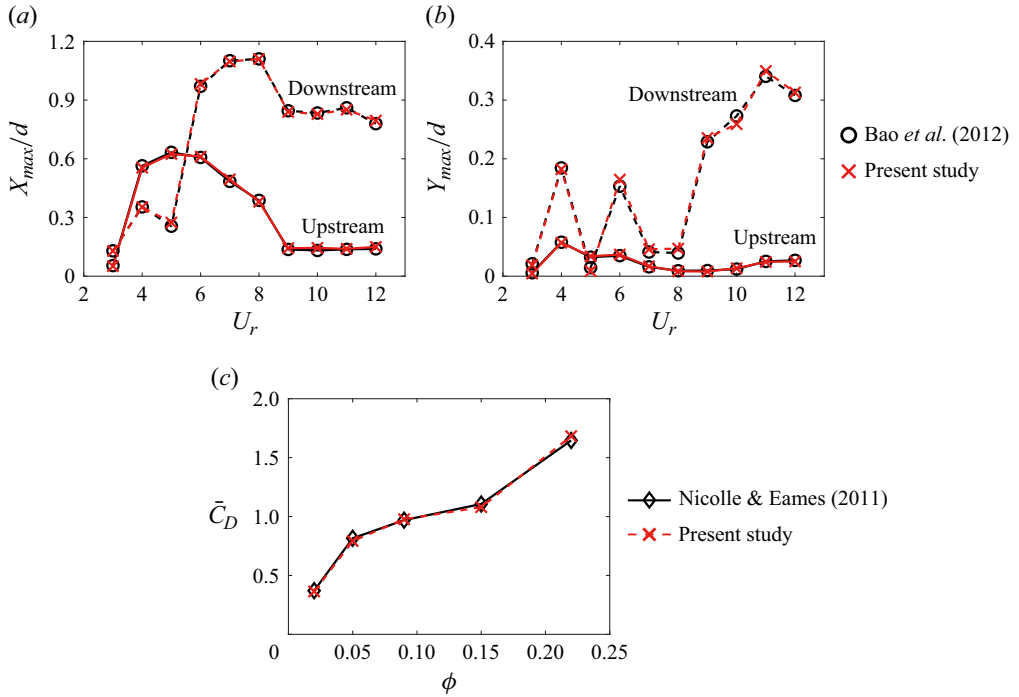 (a)
1.2
0.9
0.6
0.3
0
X_max/d
Downstream
Upstream
2 4 6 8 10 12
U_r
(b)
0.4
0.3
0.2
0.1
0
Y_max/d
Downstream
Upstream
2 4 6 8 10 12
U_r
Bao et al. (2012)
Present study
(c)
2.0
1.5
1.0
0.5
0
C̄_D
0.05 0.10 0.15 0.20 0.25
ϕ
Nicolle & Eames (2011)
Present study